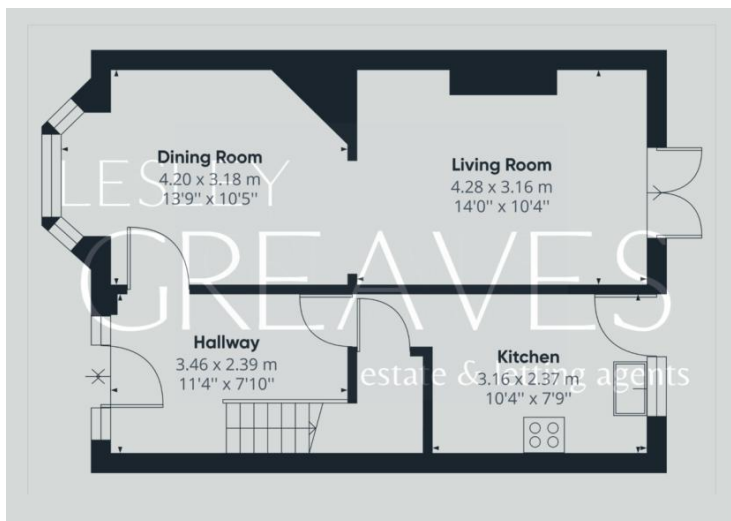 Dining Room
4.20 x 3.18 m
13'9" x 10'5"
Living Room
4.28 x 3.16 m
14'0" x 10'4"
LESLEY
GREAVES
estate & letting agents
Hallway
3.46 x 2.39 m
11'4" x 7'10"
Kitchen
3.16 x 2.37 m
10'4" x 7'9"